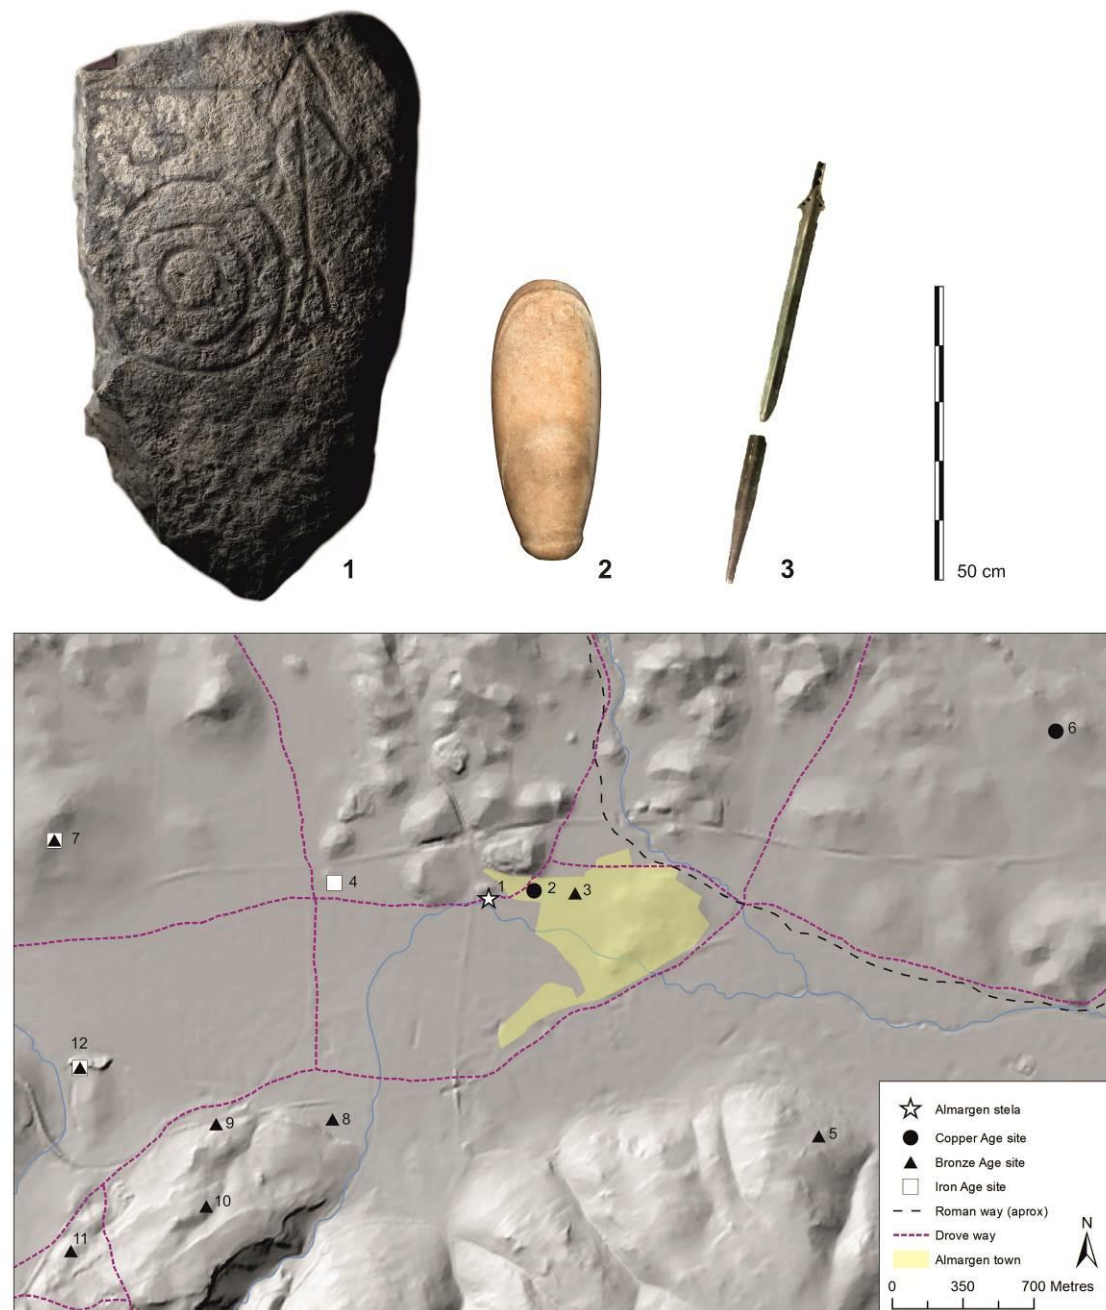 1
2
3
50 cm
6
7
4
1
2
3
12
9
8
5
10
11
Almargen stela
Copper Age site
Bronze Age site
Iron Age site
Roman way (aprox)
Drove way
Almargen town
N
0 350 700 Metres